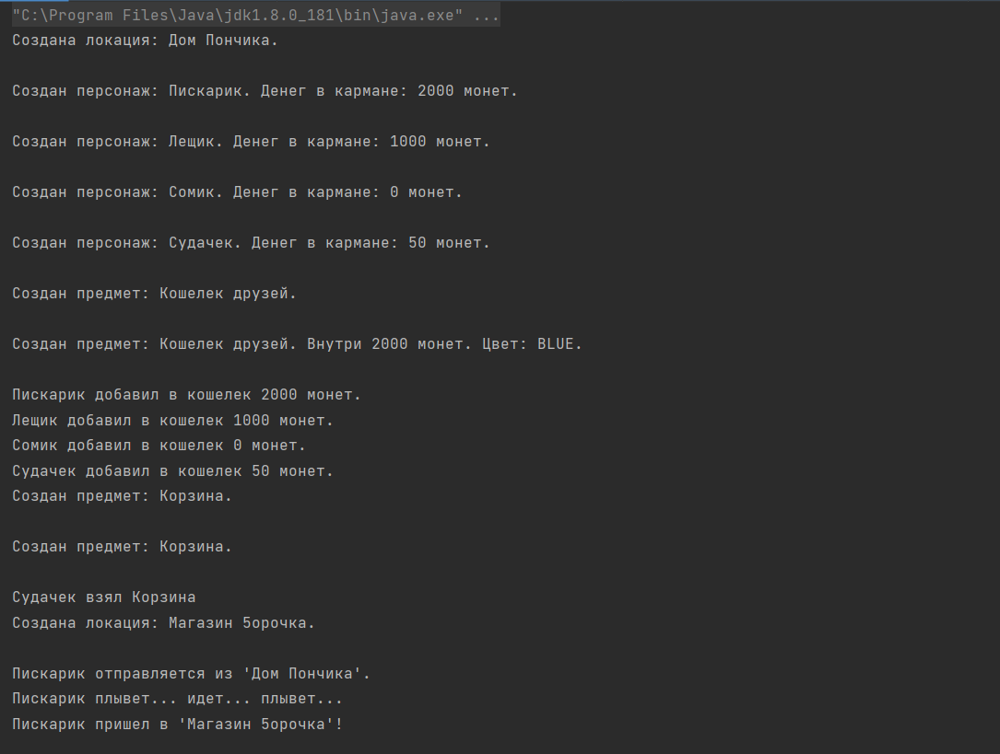 "C:\Program Files\Java\jdk1.8.0_181\bin\java.exe" ...
Создана локация: Дом Пончика.
Создан персонаж: Пискарик. Денег в кармане: 2000 монет.
Создан персонаж: Лещик. Денег в кармане: 1000 монет.
Создан персонаж: Сомик. Денег в кармане: 0 монет.
Создан персонаж: Судачек. Денег в кармане: 50 монет.
Создан предмет: Кошелек друзей.
Создан предмет: Кошелек друзей. Внутри 2000 монет. Цвет: BLUE.
Пискарик добавил в кошелек 2000 монет.
Лещик добавил в кошелек 1000 монет.
Сомик добавил в кошелек 0 монет.
Судачек добавил в кошелек 50 монет.
Создан предмет: Корзина.
Создан предмет: Корзина.
Судачек взял Корзина
Создана локация: Магазин 5орочка.
Пискарик отправляется из 'Дом Пончика'.
Пискарик плывет... идет... плывет...
Пискарик пришел в 'Магазин 5орочка'!